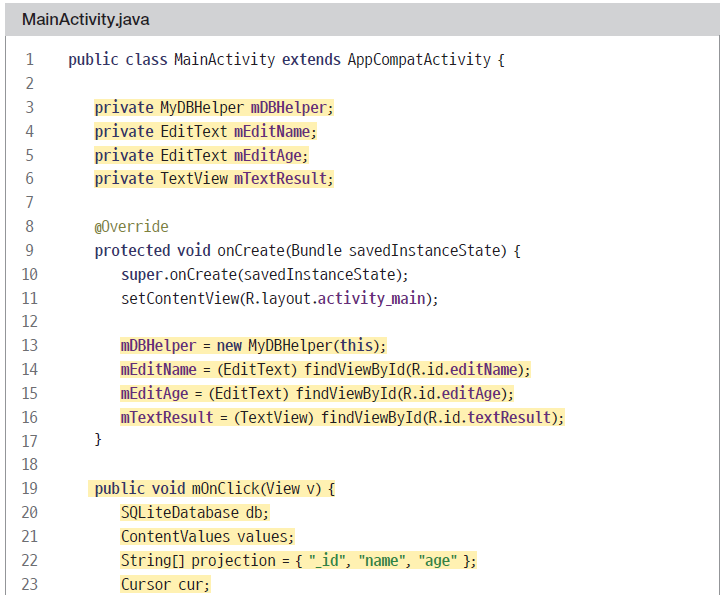 MainActivity.java
1 public class MainActivity extends AppCompatActivity {
2
3 private MyDBHelper mDBHelper;
4 private EditText mEditName;
5 private EditText mEditAge;
6 private TextView mTextResult;
7
8 @Override
9 protected void onCreate(Bundle savedInstanceState) {
10 super.onCreate(savedInstanceState);
11 setContentView(R.layout.activity_main);
12
13 mDBHelper = new MyDBHelper(this);
14 mEditName = (EditText) findViewById(R.id.editName);
15 mEditAge = (EditText) findViewById(R.id.editAge);
16 mTextResult = (TextView) findViewById(R.id.textResult);
17 }
18
19 public void mOnClick(View v) {
20 SQLiteDatabase db;
21 ContentValues values;
22 String[] projection = { "_id", "name", "age" };
23 Cursor cur;